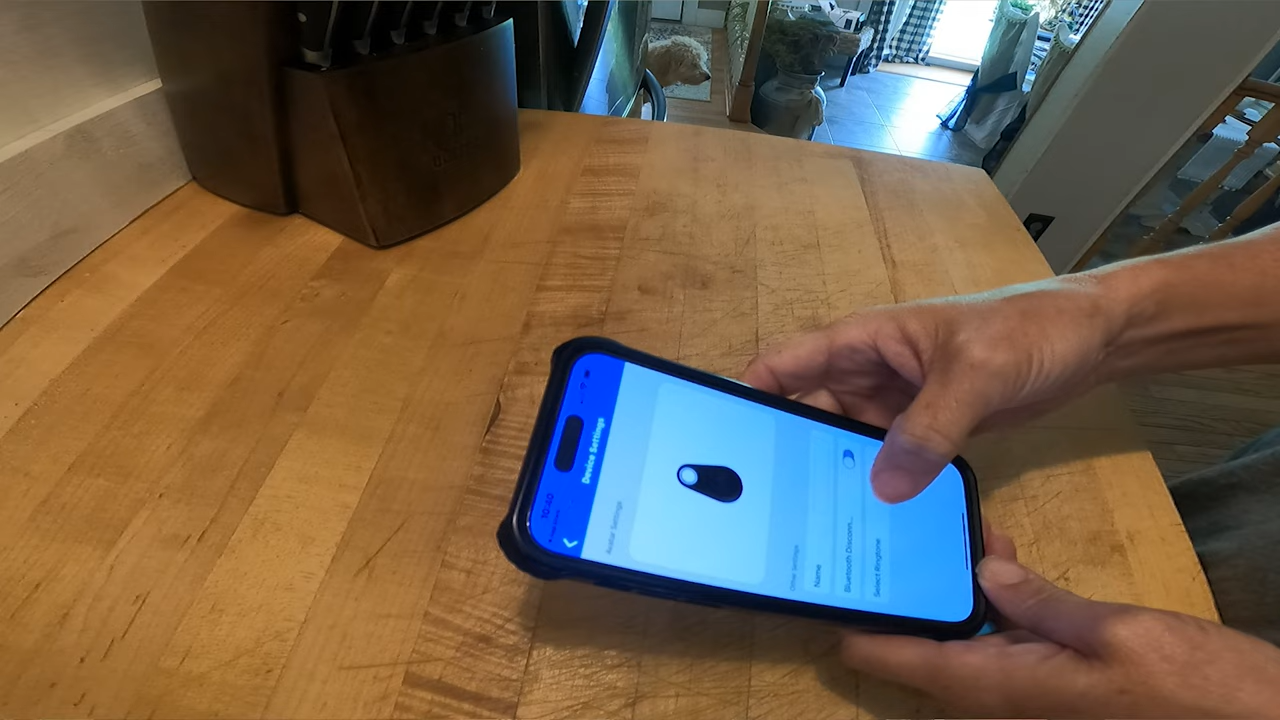 10:40
Device Settings
Avatar Settings
Other Settings
Name
Bluetooth Disconn...
Select Ringtone